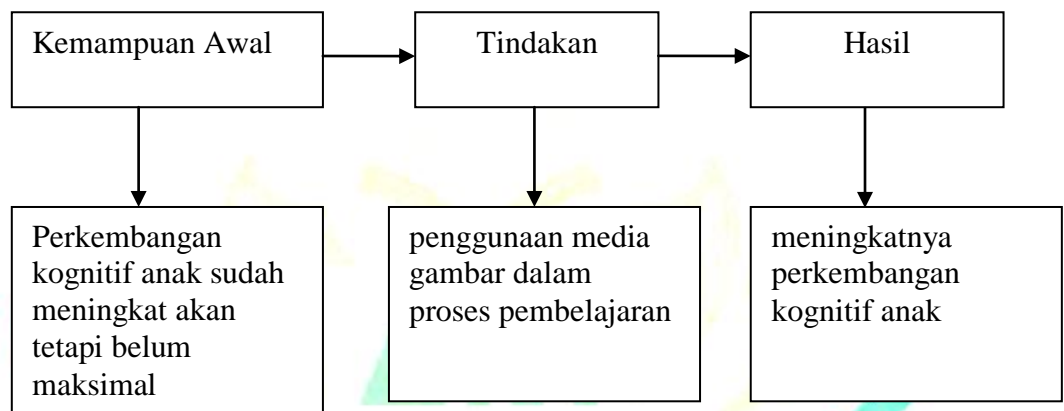 Kemampuan Awal
Tindakan
Hasil
Perkembangan
kognitif anak sudah
meningkat akan
tetapi belum
maksimal
penggunaan media
gambar dalam
proses pembelajaran
meningkatnya
perkembangan
kognitif anak